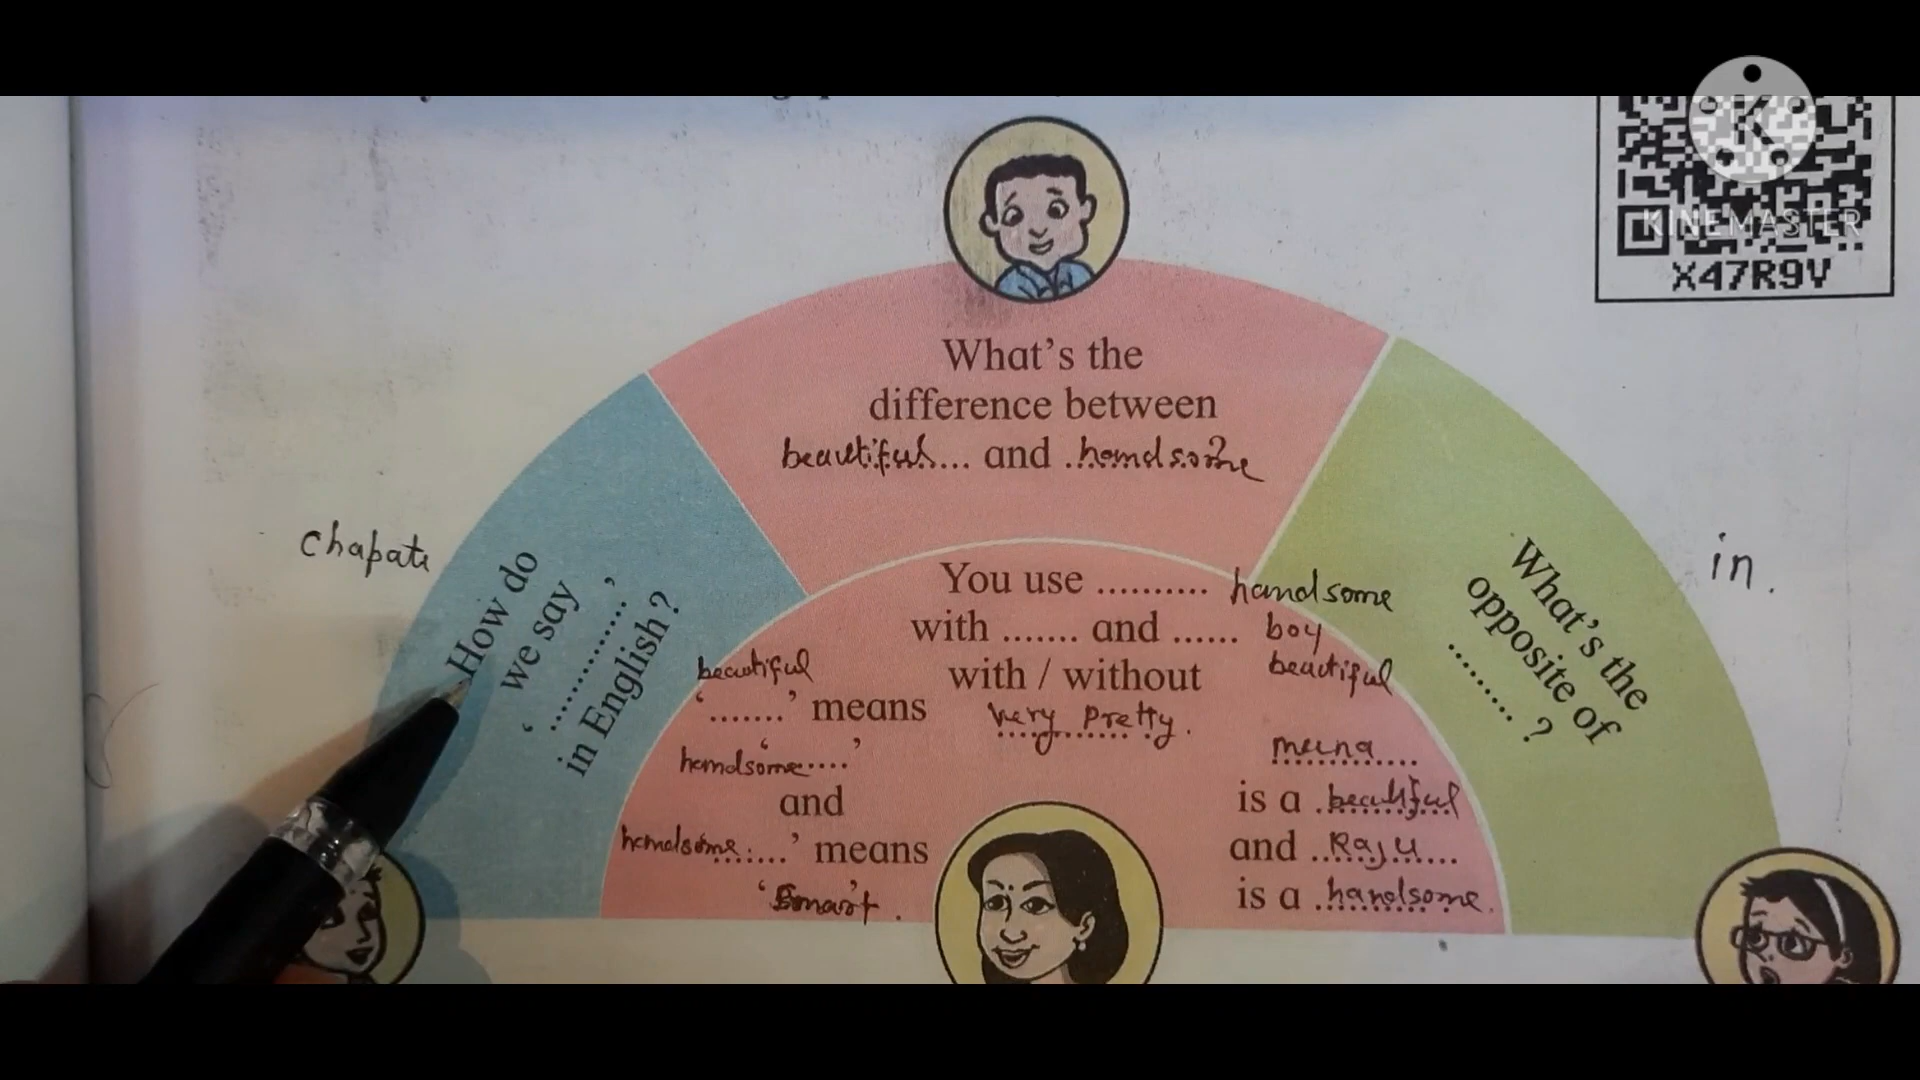 KINEMASTER
X47R9V
What's the
difference between
beautiful... and .handsome?
chapati
How do
we say
'..............'
in English ?
in.
What's the
opposite of
.......... ?
You use .......... handsome
with ....... and ...... boy
with / without beautiful
beautiful
'.......' means
very pretty.
'handsome....'
and
handsome......' means
'Smart'.
meena
is a .beautiful
and ..Raju....
is a .handsome.